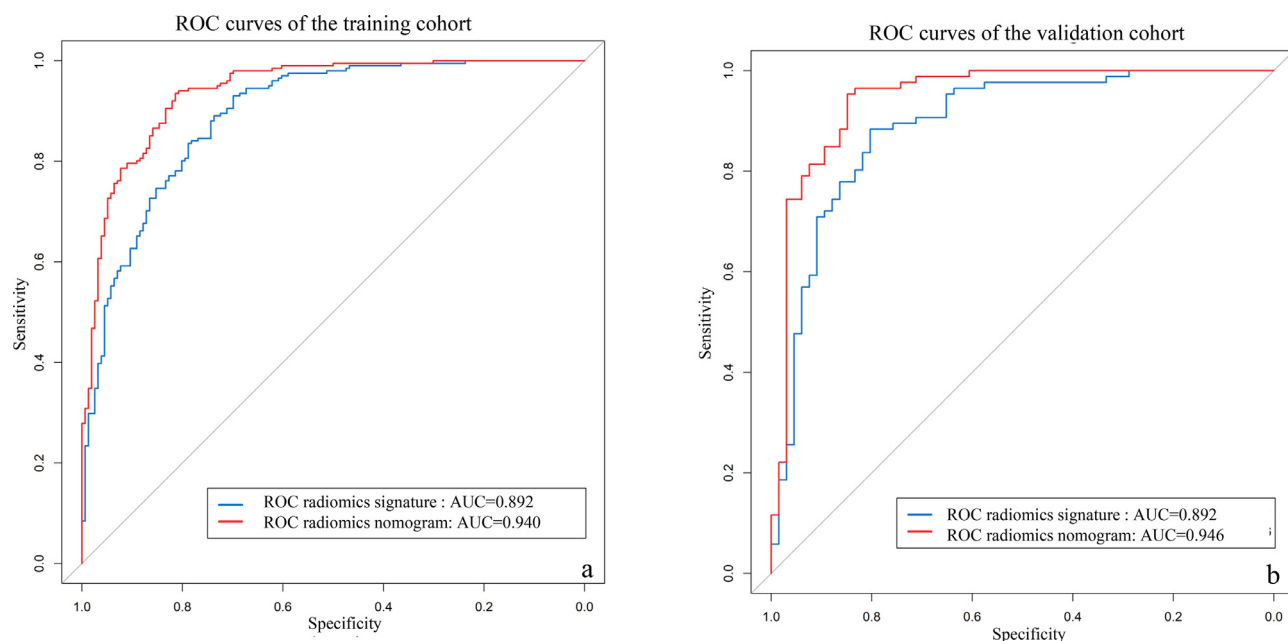 ROC curves of the training cohort
1.0
0.8
0.6
0.4
0.2
0.0
Sensitivity
ROC radiomics signature : AUC=0.892
ROC radiomics nomogram: AUC=0.940
a
1.0
0.8
0.6
0.4
0.2
0.0
Specificity
ROC curves of the validation cohort
1.0
0.8
0.6
0.4
0.2
0.0
Sensitivity
ROC radiomics signature : AUC=0.892
ROC radiomics nomogram: AUC=0.946
b
1.0
0.8
0.6
0.4
0.2
0.0
Specificity